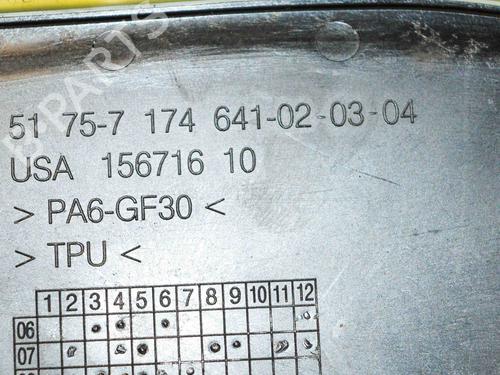 B-PARTS
51 75-7 174 641-02-03-04
USA 156716 10
> PA6-GF30 <
> TPU <
1 2 3 4 5 6 7 8 9 10 11 12
06
07